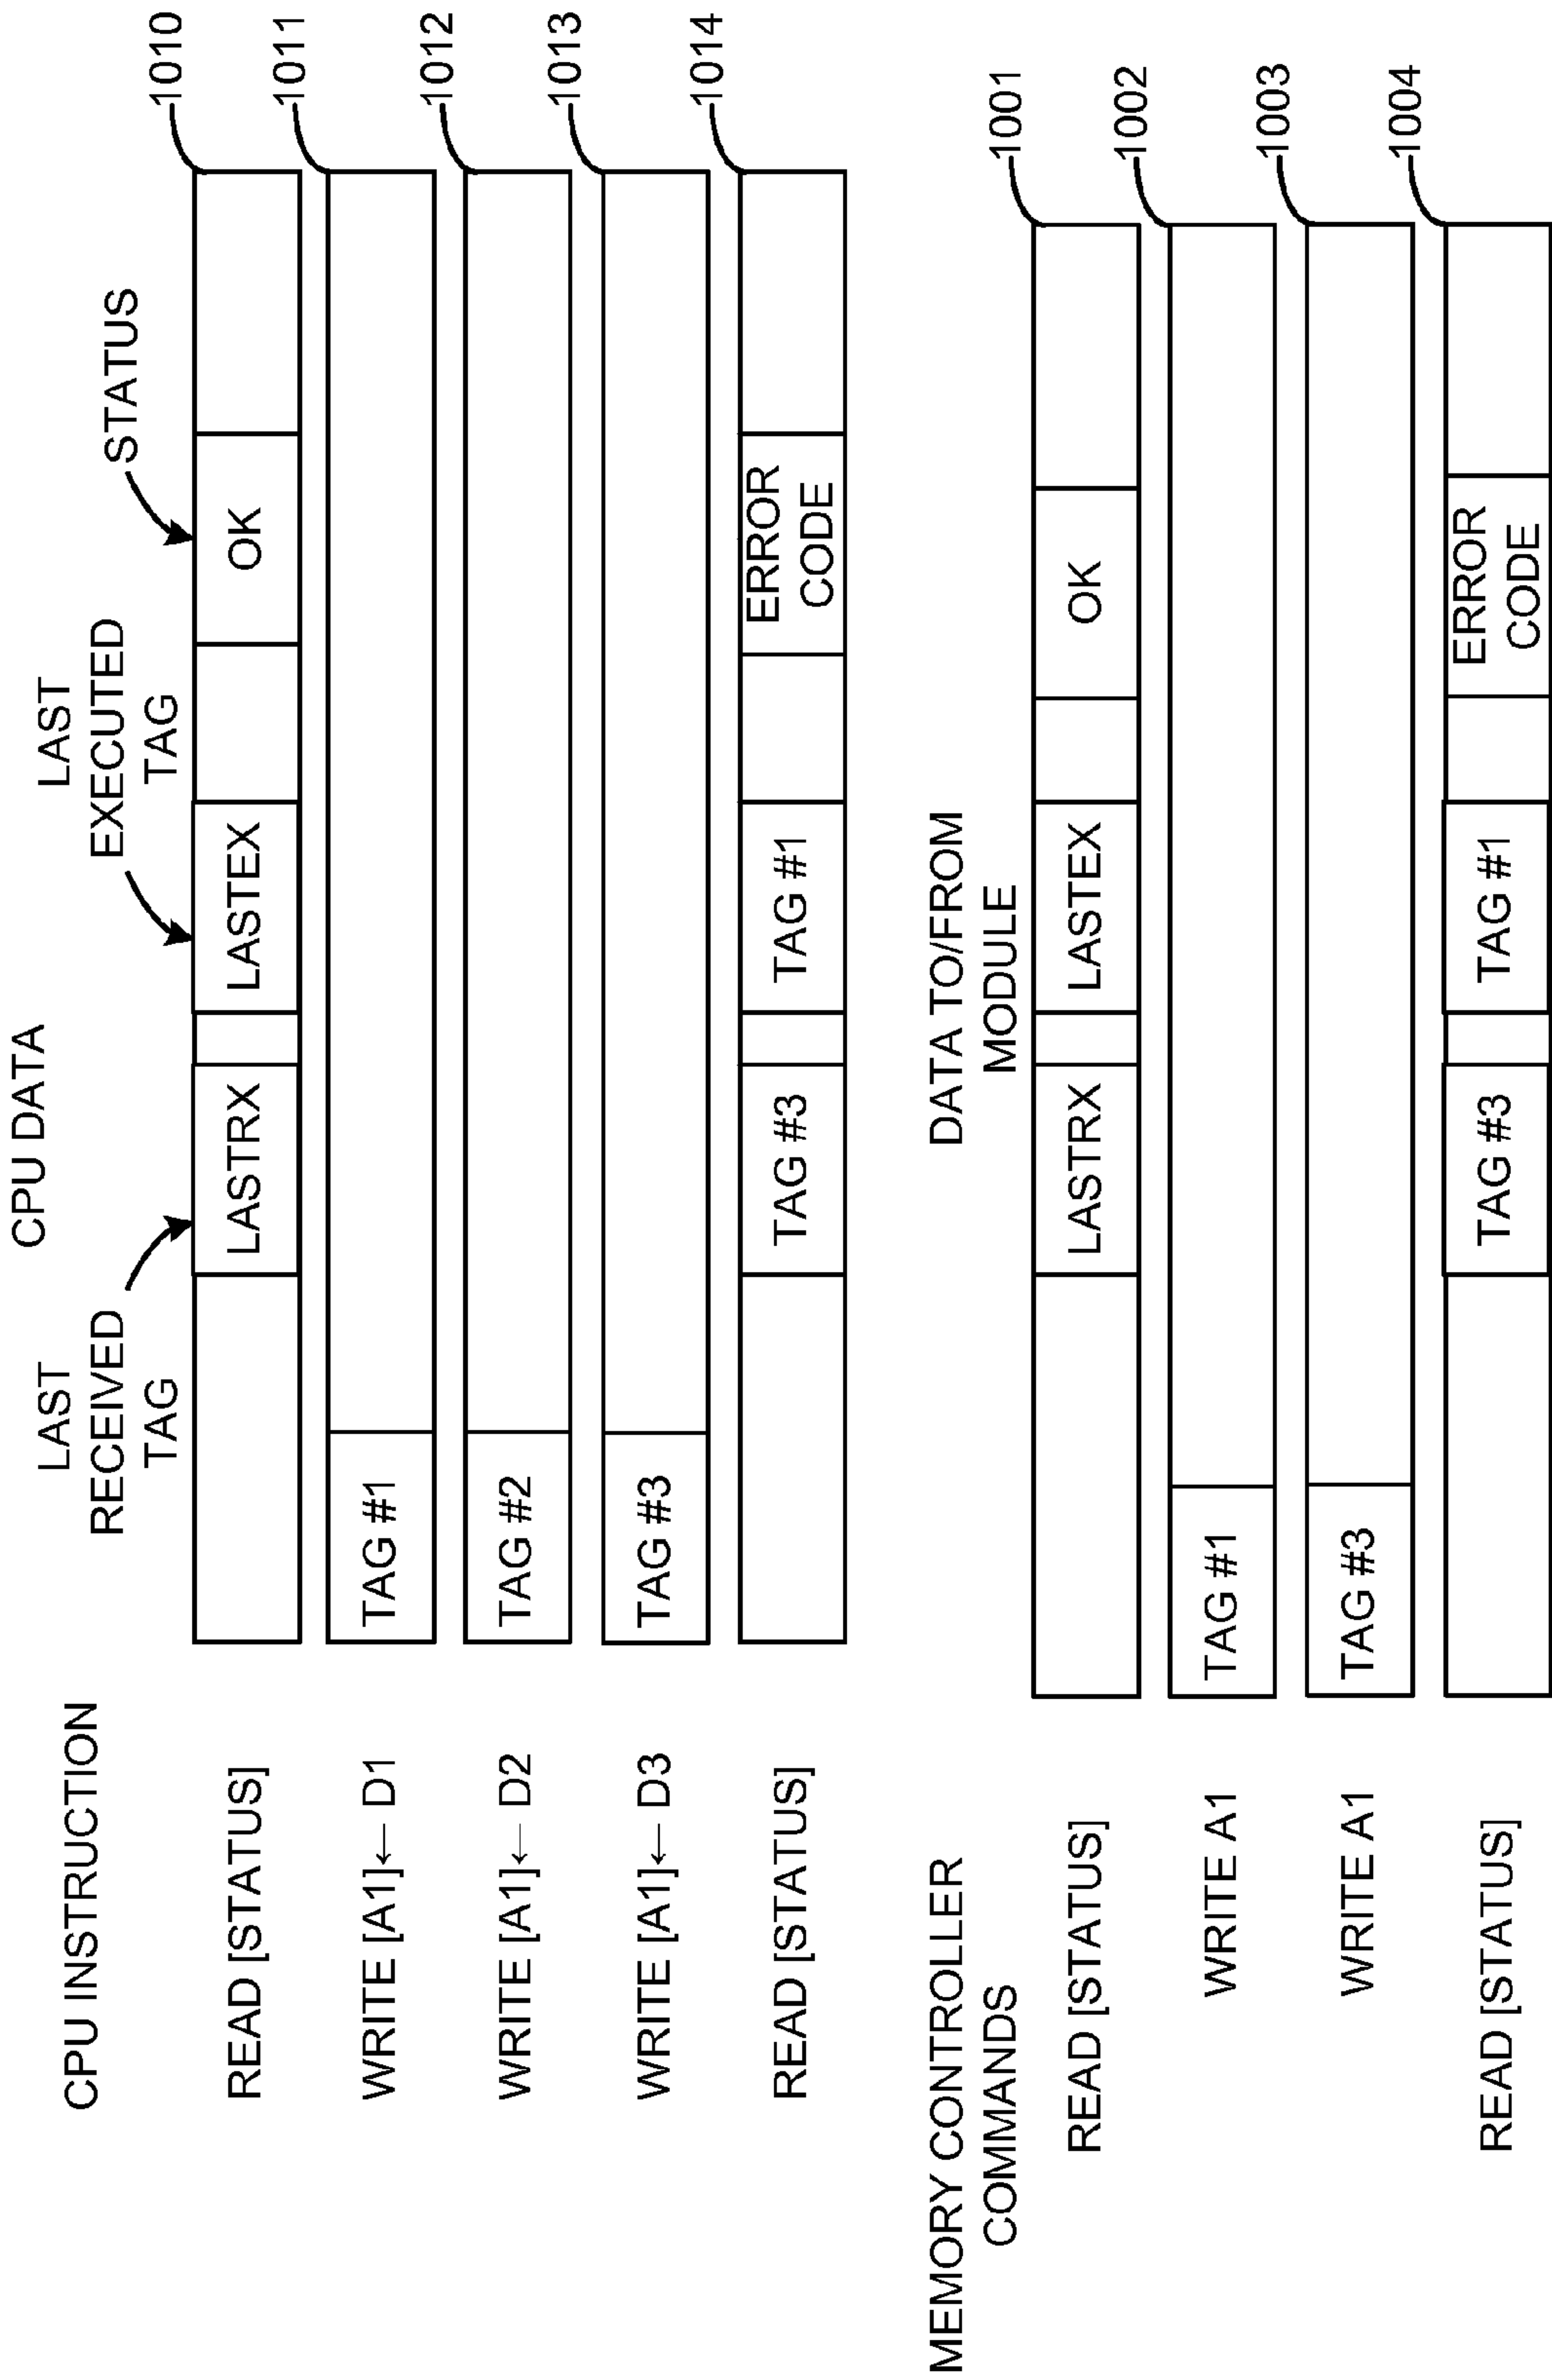 CPU INSTRUCTION
CPU DATA
LAST
RECEIVED
TAG
LAST
EXECUTED
TAG
STATUS
READ [STATUS]
LASTRX
LASTEX
OK
1010
WRITE [A1]← D1
TAG #1
1011
WRITE [A1]← D2
TAG #2
1012
WRITE [A1]← D3
TAG #3
1013
READ [STATUS]
TAG #3
TAG #1
ERROR
CODE
1014
MEMORY CONTROLLER
COMMANDS
DATA TO/FROM
MODULE
READ [STATUS]
LASTRX
LASTEX
OK
1001
WRITE A1
TAG #1
1002
WRITE A1
TAG #3
1003
READ [STATUS]
TAG #3
TAG #1
ERROR
CODE
1004